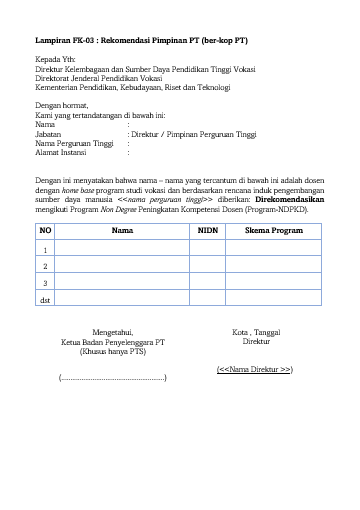 Lampiran FK-03 : Rekomendasi Pimpinan PT (ber-kop PT)
Kepada Yth:
Direktur Kelembagaan dan Sumber Daya Pendidikan Tinggi Vokasi
Direktorat Jenderal Pendidikan Vokasi
Kementerian Pendidikan, Kebudayaan, Riset dan Teknologi
Dengan hormat,
Kami yang tertandatangan di bawah ini:
Nama :
Jabatan : Direktur / Pimpinan Perguruan Tinggi
Nama Perguruan Tinggi :
Alamat Instansi :
Dengan ini menyatakan bahwa nama – nama yang tercantum di bawah ini adalah dosen
dengan home base program studi vokasi dan berdasarkan rencana induk pengembangan
sumber daya manusia <<nama perguruan tinggi>> diberikan: Direkomendasikan
mengikuti Program Non Degree Peningkatan Kompetensi Dosen (Program-NDPKD).
NO Nama NIDN Skema Program
1
2
3
dst
Mengetahui,
Ketua Badan Penyelenggara PT
(Khusus hanya PTS)
(................................................)
Kota , Tanggal
Direktur
(<<Nama Direktur >>)